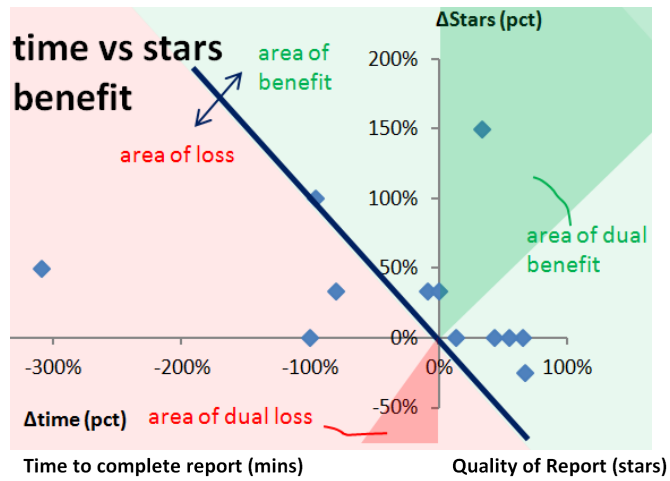 ΔStars (pct)
time vs stars
benefit
area of
benefit
200%
150%
area of loss
100%
area of dual
benefit
50%
0%
-300%
-200%
-100%
0%
100%
-50%
Δtime (pct)
area of dual loss
Time to complete report (mins)
Quality of Report (stars)